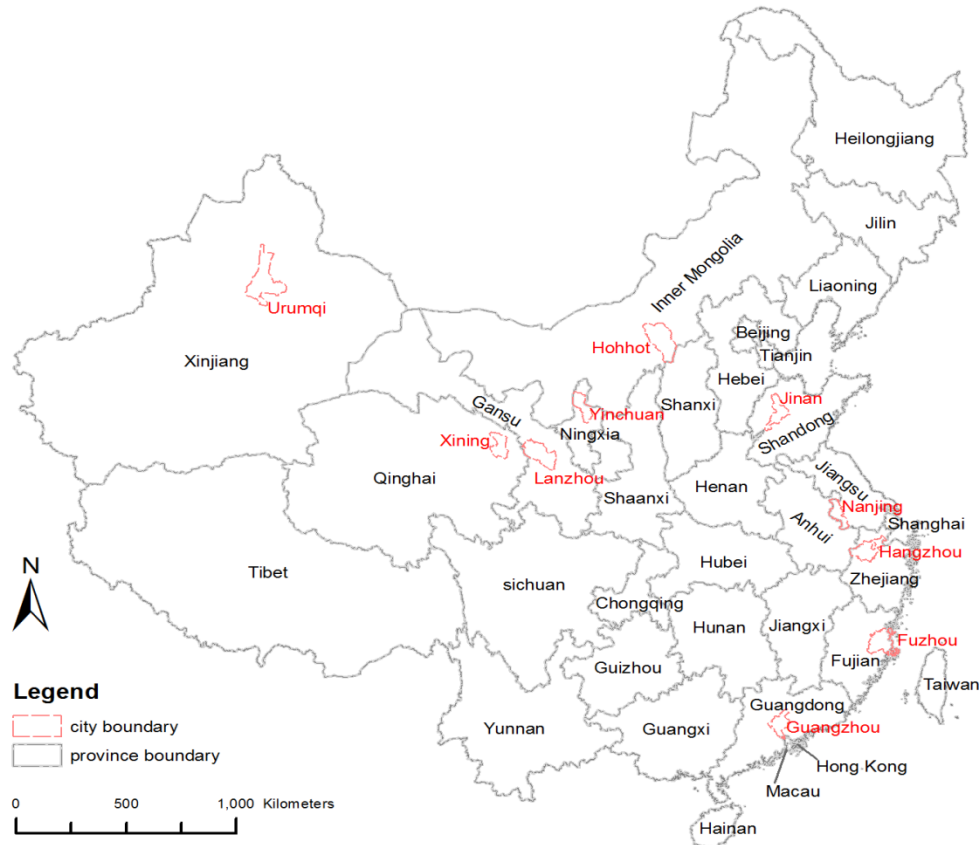 Heilongjiang
Jilin
Inner Mongolia
Liaoning
Urumqi
Beijing
Hohhot
Tianjin
Xinjiang
Hebei
Jinan
Shanxi
Gansu
Yinchuan
Ningxia
Shandong
Xining
Qinghai
Lanzhou
Jiangsu
Henan
Shaanxi
Nanjing
Anhui
Shanghai
Hangzhou
Hubei
Tibet
Zhejiang
sichuan
Chongqing
Hunan
Jiangxi
Fuzhou
Guizhou
Fujian
Taiwan
Guangdong
Yunnan
Guangxi
Guangzhou
Hong Kong
Macau
Hainan
N
Legend
city boundary
province boundary
0 500 1,000 Kilometers